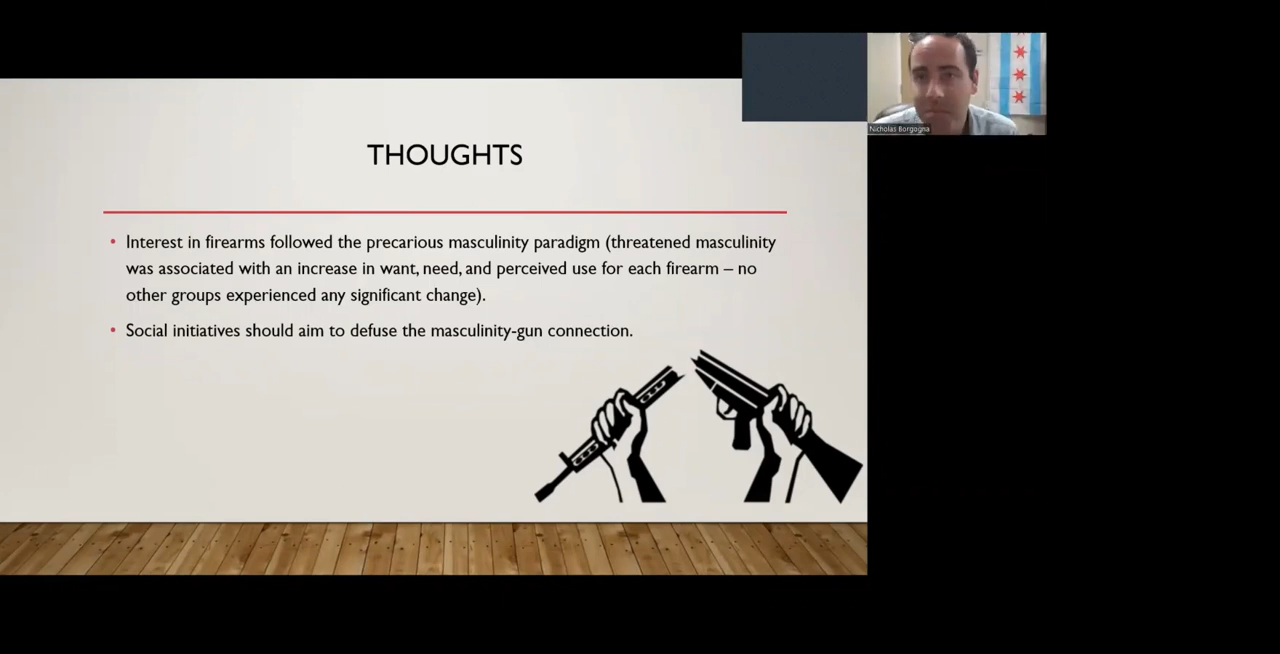 Nicholas Borgogna
THOUGHTS
• Interest in firearms followed the precarious masculinity paradigm (threatened masculinity
was associated with an increase in want, need, and perceived use for each firearm – no
other groups experienced any significant change).
• Social initiatives should aim to defuse the masculinity-gun connection.